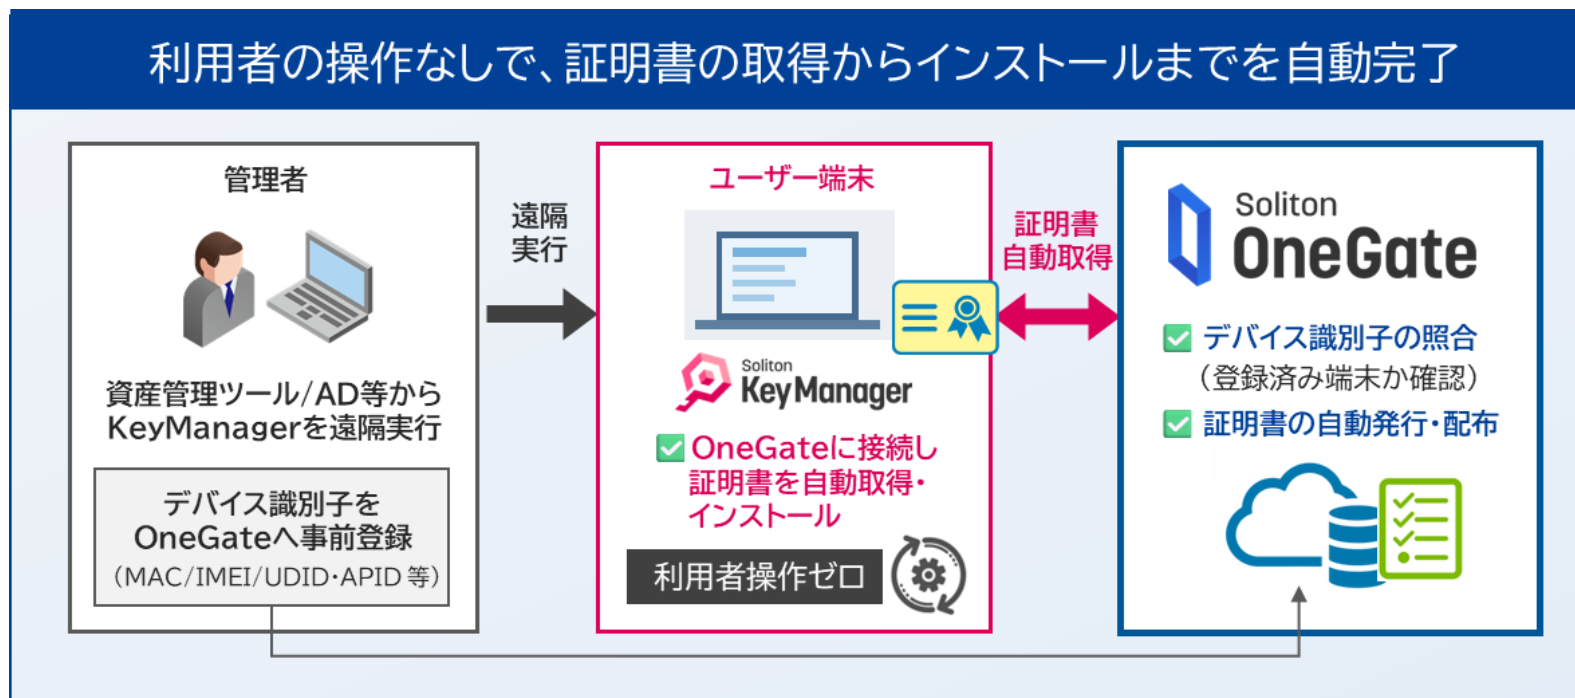 利用者の操作なしで、証明書の取得からインストールまでを自動完了
管理者
資産管理ツール/AD等から
KeyManagerを遠隔実行
デバイス識別子を
OneGateへ事前登録
（MAC/IMEI/UDID・APID 等）
遠隔
実行
ユーザー端末
Soliton
KeyManager
OneGateに接続し
証明書を自動取得・
インストール
利用者操作ゼロ
証明書
自動取得
Soliton
OneGate
デバイス識別子の照合
（登録済み端末か確認）
証明書の自動発行・配布